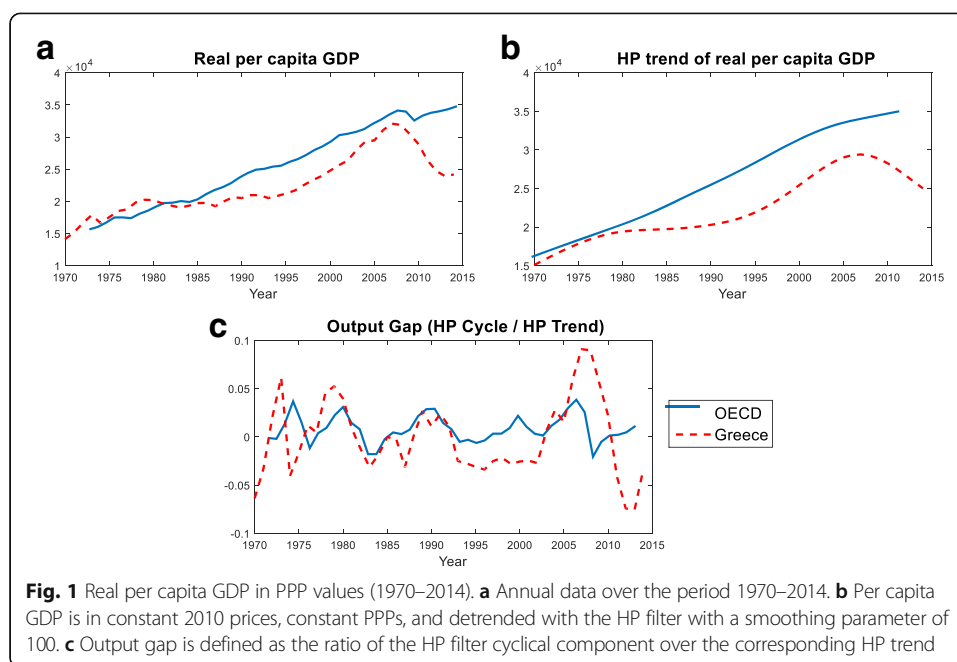 a
Real per capita GDP
× 10⁴
4
3.5
3
2.5
2
1.5
1
1970 1975 1980 1985 1990 1995 2000 2005 2010 2015
Year
b
HP trend of real per capita GDP
× 10⁴
4
3.5
3
2.5
2
1.5
1970 1975 1980 1985 1990 1995 2000 2005 2010 2015
Year
c
Output Gap (HP Cycle / HP Trend)
0.1
0.05
0
-0.05
-0.1
1970 1975 1980 1985 1990 1995 2000 2005 2010 2015
Year
OECD
Greece
Fig. 1 Real per capita GDP in PPP values (1970–2014). a Annual data over the period 1970–2014. b Per capita
GDP is in constant 2010 prices, constant PPPs, and detrended with the HP filter with a smoothing parameter of
100. c Output gap is defined as the ratio of the HP filter cyclical component over the corresponding HP trend